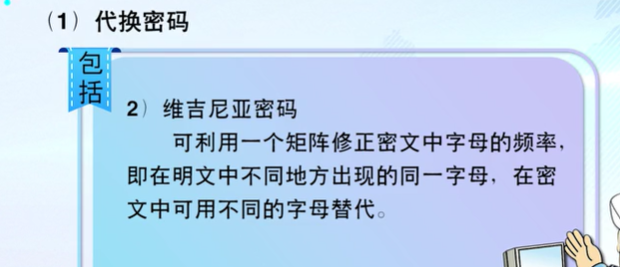 （1）代换密码
包
括
2）维吉尼亚密码
可利用一个矩阵修正密文中字母的频率，
即在明文中不同地方出现的同一字母，在密
文中可用不同的字母替代。